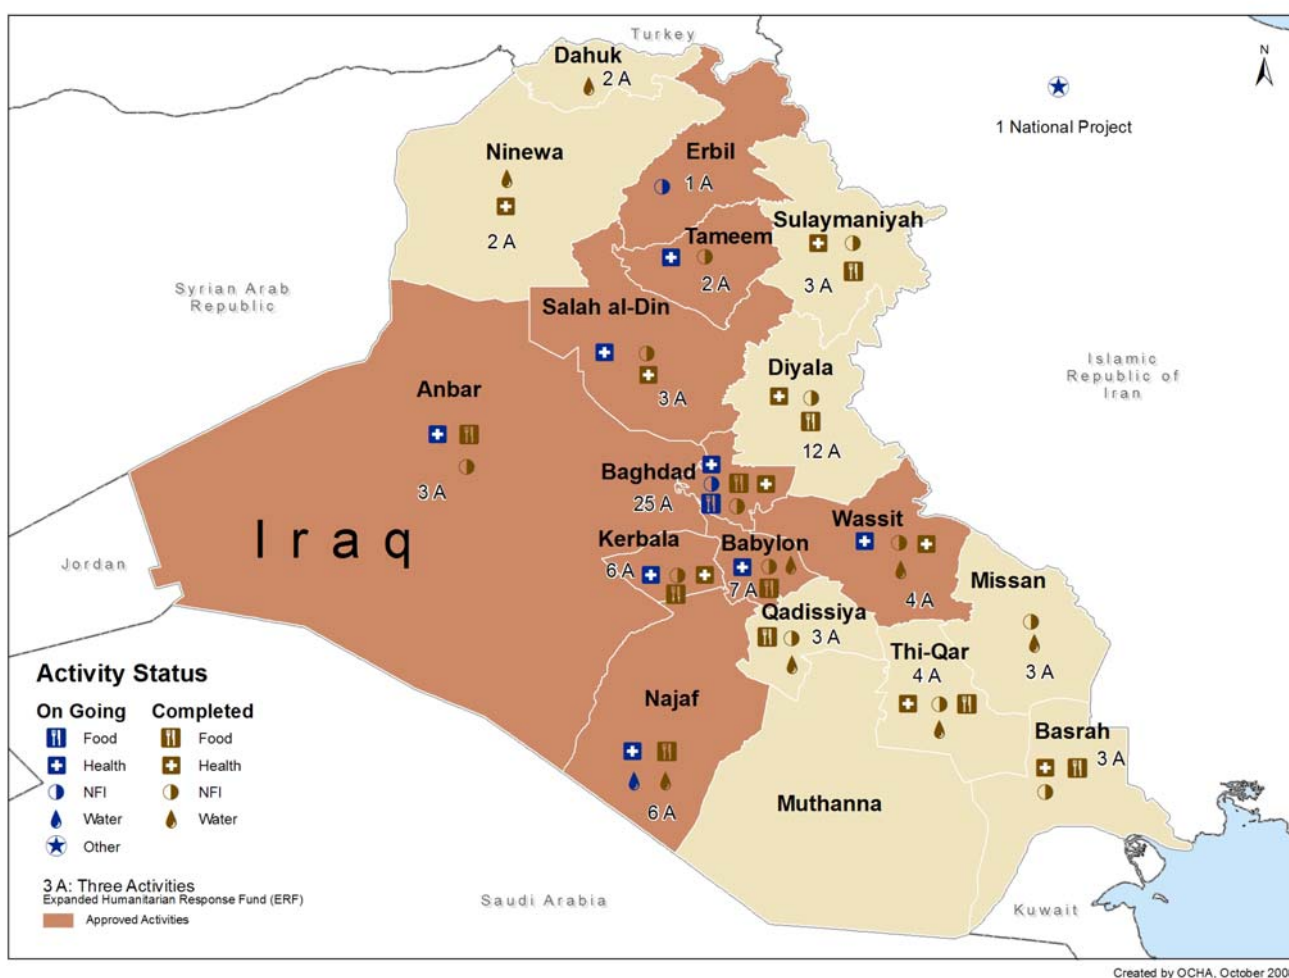 Turkey
Dahuk
2 A
N
1 National Project
Ninewa
2 A
Erbil
1 A
Sulaymaniyah
3 A
Tameem
2 A
Syrian Arab
Republic
Salah al-Din
3 A
Islamic
Republic of
Iran
Diyala
12 A
Anbar
3 A
Baghdad
25 A
Iraq
Wassit
4 A
Kerbala
6 A
Babylon
7 A
Jordan
Missan
3 A
Qadissiya
3 A
Thi-Qar
4 A
Najaf
6 A
Basrah
3 A
Muthanna
Activity Status
On Going Completed
Food Food
Health Health
NFI NFI
Water Water
Other
3 A: Three Activities
Expanded Humanitarian Response Fund (ERF)
Approved Activities
Saudi Arabia
Kuwait
Created by OCHA, October